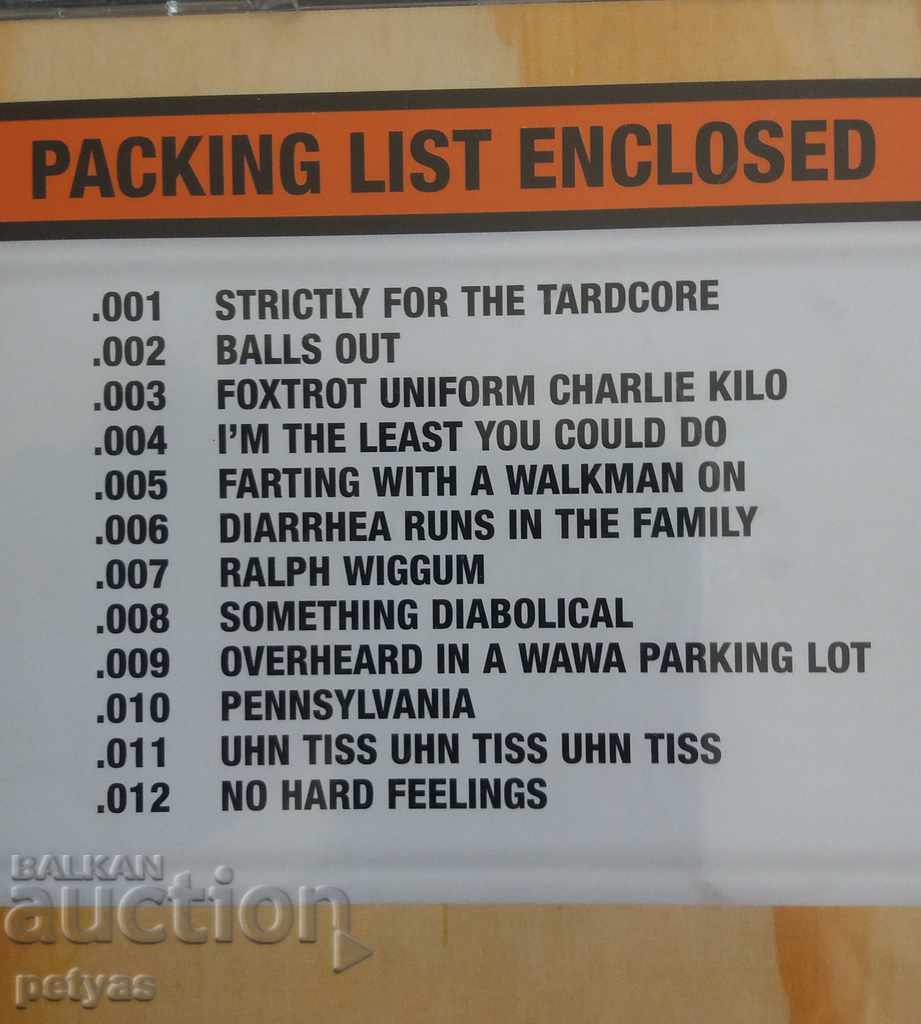 PACKING LIST ENCLOSED
.001 STRICTLY FOR THE TARDCORE
.002 BALLS OUT
.003 FOXTROT UNIFORM CHARLIE KILO
.004 I'M THE LEAST YOU COULD DO
.005 FARTING WITH A WALKMAN ON
.006 DIARRHEA RUNS IN THE FAMILY
.007 RALPH WIGGUM
.008 SOMETHING DIABOLICAL
.009 OVERHEARD IN A WAWA PARKING LOT
.010 PENNSYLVANIA
.011 UHN TISS UHN TISS UHN TISS
.012 NO HARD FEELINGS
BALKAN
auction
petyas